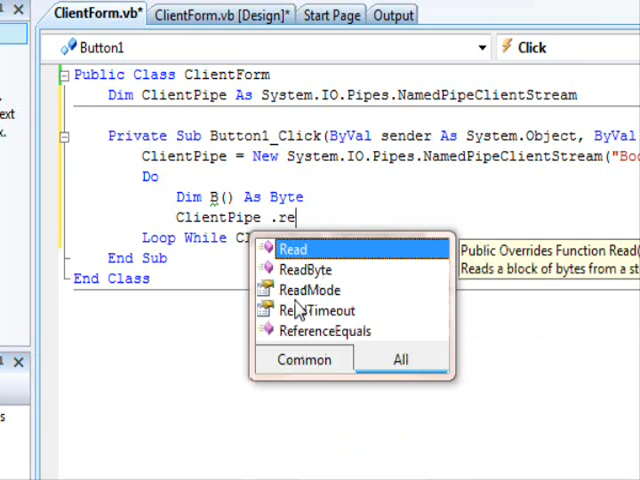 ClientForm.vb* ClientForm.vb [Design]* Start Page Output
Button1 Click
Public Class ClientForm
Dim ClientPipe As System.IO.Pipes.NamedPipeClientStream
Private Sub Button1_Click(ByVal sender As System.Object, ByVal
ClientPipe = New System.IO.Pipes.NamedPipeClientStream("Boo
Do
Dim B() As Byte
ClientPipe .re
Loop While Cl
End Sub
End Class
Read
ReadByte
ReadMode
ReadTimeout
ReferenceEquals
Common All
Public Overrides Function Read(
Reads a block of bytes from a st
ext
x.
s